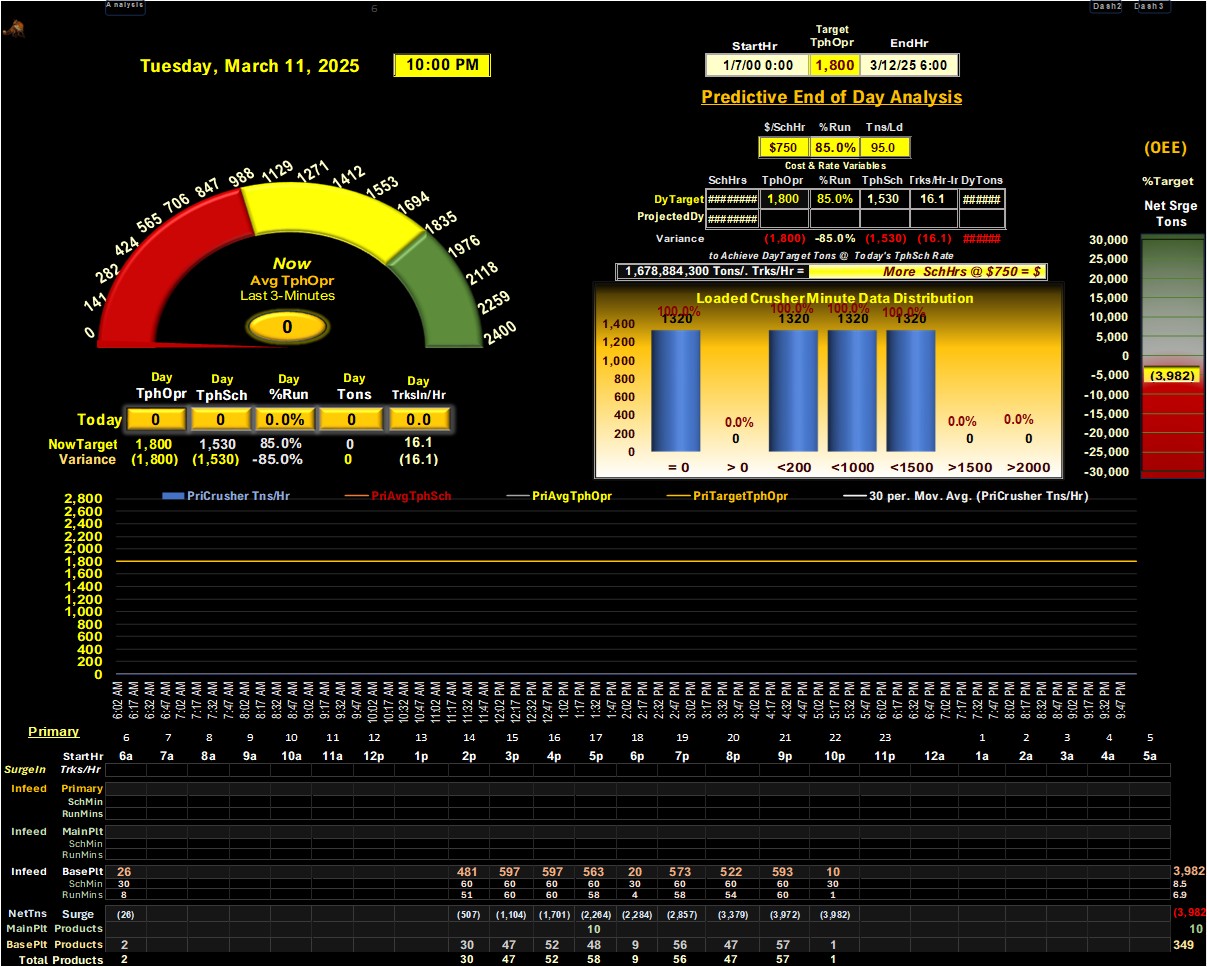 Analysis
6
Dash2 Dash3
Tuesday, March 11, 2025 10:00 PM
StartHr Target TphOpr EndHr
1/7/00 0:00 1,800 3/12/25 6:00
Predictive End of Day Analysis
$/SchHr %Run Tns/Ld
$750 85.0% 95.0
Cost & Rate Variables
SchHrs TphOpr %Run TphSch Trks/Hr-Ir DyTons
DyTarget ######## 1,800 85.0% 1,530 16.1 ######
ProjectedDy ########
Variance (1,800) -85.0% (1,530) (16.1) ######
to Achieve DayTarget Tons @ Today's TphSch Rate
1,678,884,300 Tons/. Trks/Hr = More SchHrs @ $750 = $
(OEE)
%Target
Net Srge
Tons
30,000
25,000
20,000
15,000
10,000
5,000
0
-5,000
-10,000
-15,000
-20,000
-25,000
-30,000
(3,982)
0 141 282 424 565 706 847 988 1129 1271 1412 1553 1694 1835 1976 2118 2259 2400
Now
Avg TphOpr
Last 3-Minutes
0
Loaded Crusher Minute Data Distribution
1,400
1,200
1,000
800
600
400
200
0
100.0% 0.0% 100.0% 100.0% 100.0% 0.0% 0.0%
1320 0 1320 1320 1320 0 0
= 0 > 0 <200 <1000 <1500 >1500 >2000
Day Day Day Day Day
TphOpr TphSch %Run Tons TrksIn/Hr
Today 0 0 0.0% 0 0.0
NowTarget 1,800 1,530 85.0% 0 16.1
Variance (1,800) (1,530) -85.0% 0 (16.1)
PriCrusher Tns/Hr PriAvgTphSch PriAvgTphOpr PriTargetTphOpr 30 per. Mov. Avg. (PriCrusher Tns/Hr)
2,800
2,600
2,400
2,200
2,000
1,800
1,600
1,400
1,200
1,000
800
600
400
200
0
6:02 AM 6:17 AM 6:32 AM 6:47 AM 7:02 AM 7:17 AM 7:32 AM 7:47 AM 8:02 AM 8:17 AM 8:32 AM 8:47 AM 9:02 AM 9:17 AM 9:32 AM 9:47 AM 10:02 AM 10:17 AM 10:32 AM 10:47 AM 11:02 AM 11:17 AM 11:32 AM 11:47 AM 12:02 PM 12:17 PM 12:32 PM 12:47 PM 1:02 PM 1:17 PM 1:32 PM 1:47 PM 2:02 PM 2:17 PM 2:32 PM 2:47 PM 3:02 PM 3:17 PM 3:32 PM 3:47 PM 4:02 PM 4:17 PM 4:32 PM 4:47 PM 5:02 PM 5:17 PM 5:32 PM 5:47 PM 6:02 PM 6:17 PM 6:32 PM 6:47 PM 7:02 PM 7:17 PM 7:32 PM 7:47 PM 8:02 PM 8:17 PM 8:32 PM 8:47 PM 9:02 PM 9:17 PM 9:32 PM 9:47 PM
Primary
6 7 8 9 10 11 12 13 14 15 16 17 18 19 20 21 22 23 1 2 3 4 5
StartHr 6a 7a 8a 9a 10a 11a 12p 1p 2p 3p 4p 5p 6p 7p 8p 9p 10p 11p 12a 1a 2a 3a 4a 5a
SurgeIn Trks/Hr
Infeed Primary
SchMin
RunMins
Infeed MainPlt
SchMin
RunMins
Infeed BasePlt 26 481 597 597 563 20 573 522 593 10 3,982
SchMin 30 60 60 60 60 30 60 60 60 30 8.5
RunMins 8 51 60 60 58 4 58 54 60 1 6.9
NetTns Surge (26) (507) (1,104) (1,701) (2,264) (2,284) (2,857) (3,379) (3,972) (3,982) (3,982
MainPlt Products 10 10
BasePlt Products 2 30 47 52 48 9 56 47 57 1 349
Total Products 2 30 47 52 58 9 56 47 57 1